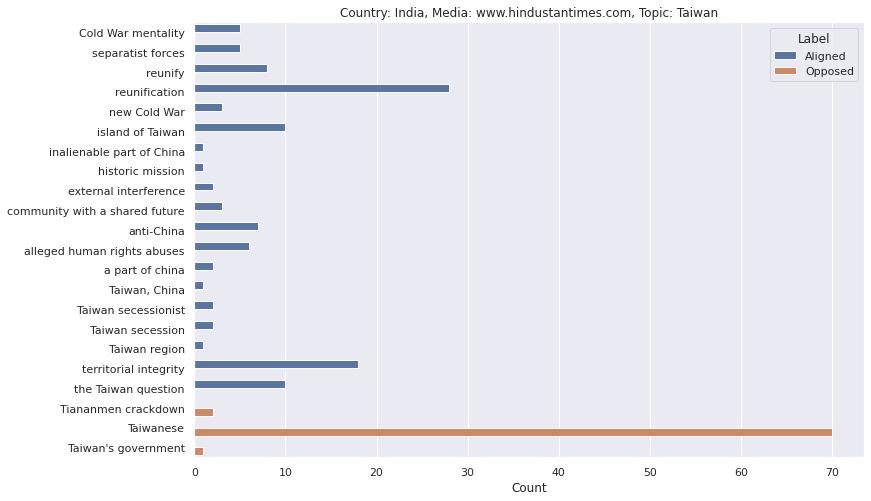 Country: India, Media: www.hindustantimes.com, Topic: Taiwan
Label
Aligned
Opposed
Cold War mentality
separatist forces
reunify
reunification
new Cold War
island of Taiwan
inalienable part of China
historic mission
external interference
community with a shared future
anti-China
alleged human rights abuses
a part of china
Taiwan, China
Taiwan secessionist
Taiwan secession
Taiwan region
territorial integrity
the Taiwan question
Tiananmen crackdown
Taiwanese
Taiwan's government
0 10 20 30 40 50 60 70
Count